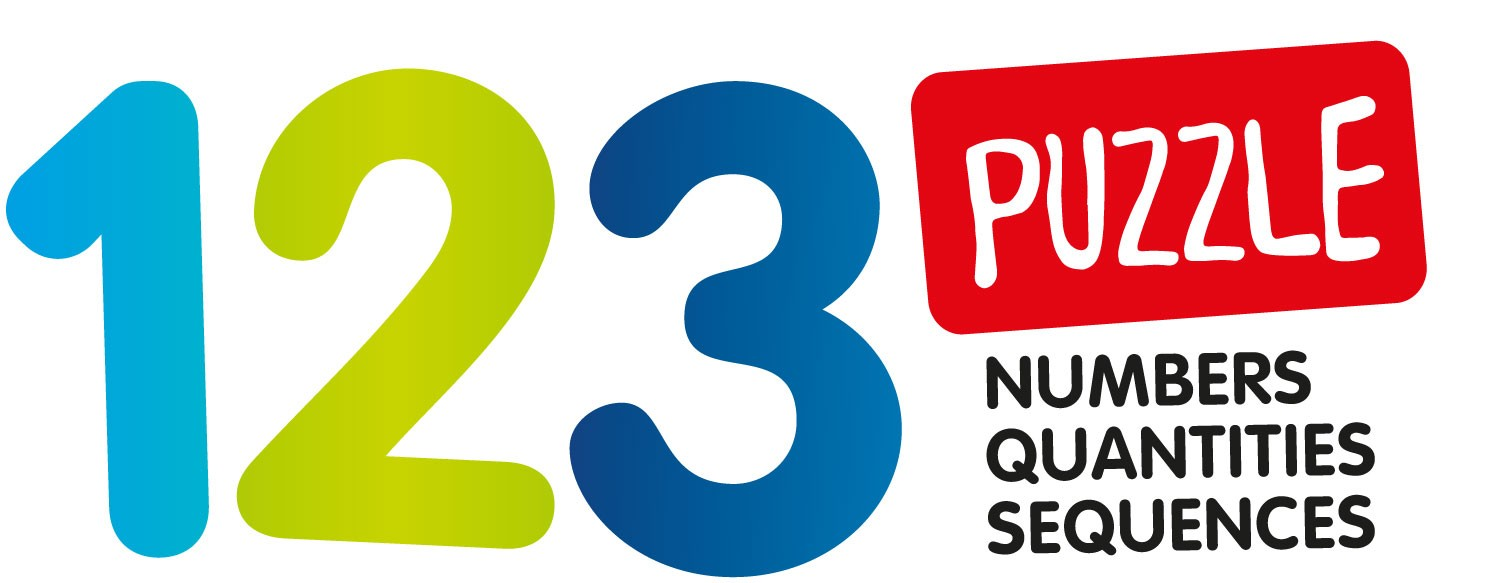 123
PUZZLE
NUMBERS
QUANTITIES
SEQUENCES